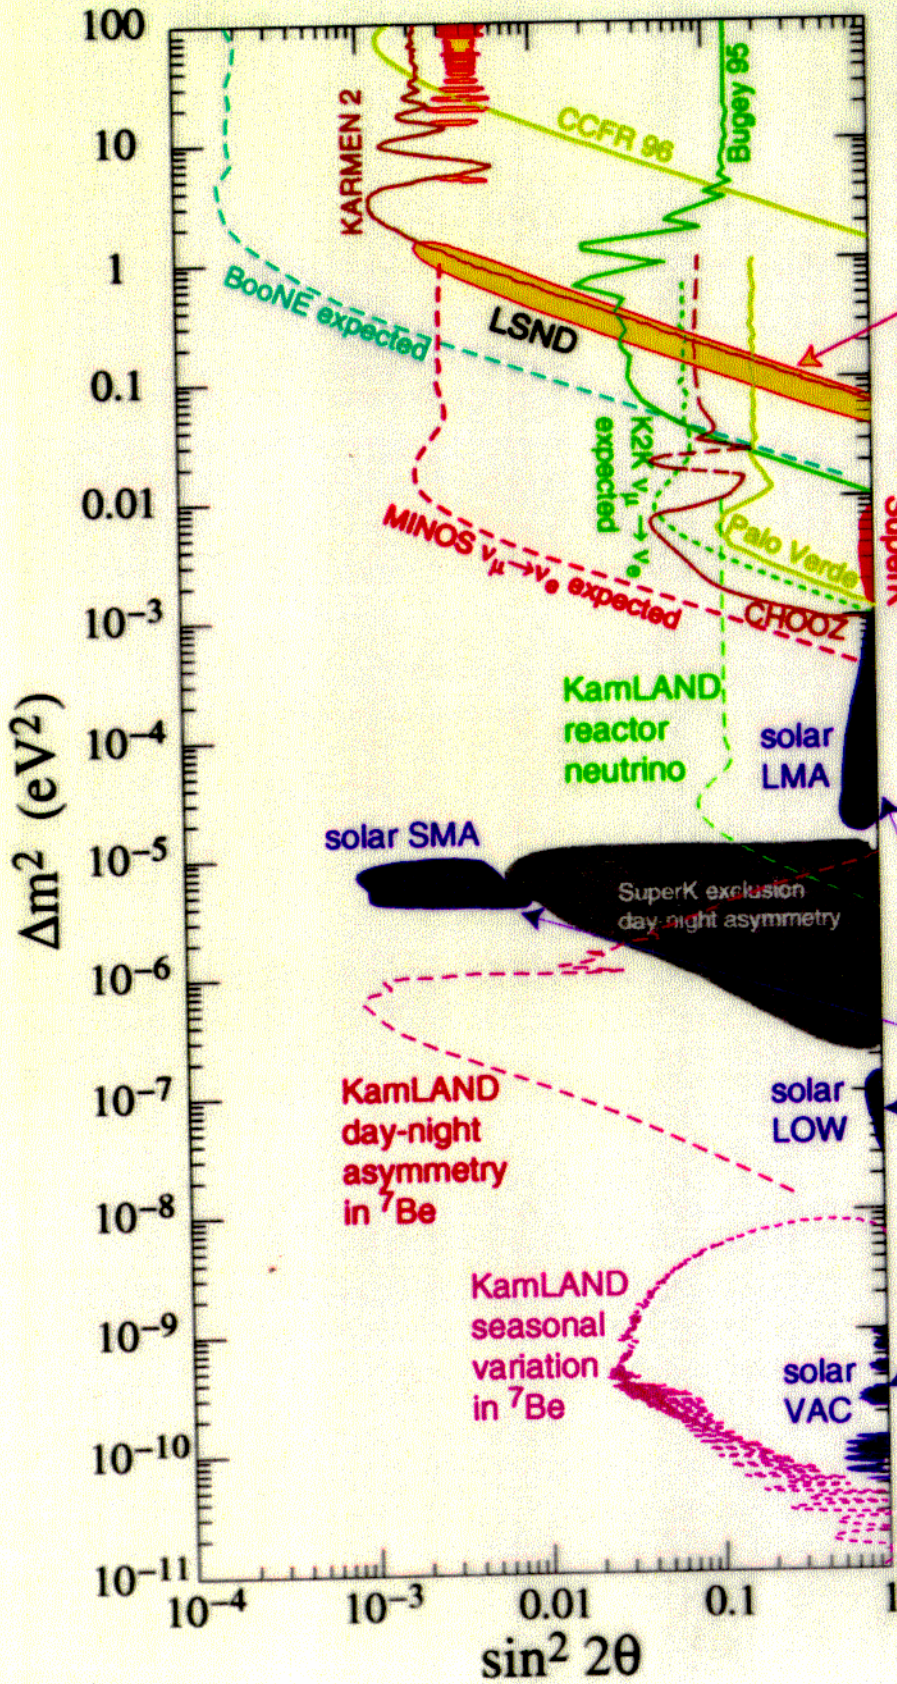 100
10
1
0.1
0.01
10⁻³
10⁻⁴
10⁻⁵
10⁻⁶
10⁻⁷
10⁻⁸
10⁻⁹
10⁻¹⁰
10⁻¹¹
Δm² (eV²)
10⁻⁴ 10⁻³ 0.01 0.1 1
sin² 2θ
KARMEN 2
CCFR 96
Bugey 95
BooNE expected
LSND
K2K νμ → νe
expected
Palo Verde
SuperK
MINOS νμ→νe expected
CHOOZ
KamLAND
reactor
neutrino
solar
LMA
solar SMA
SuperK exclusion
day-night asymmetry
KamLAND
day-night
asymmetry
in ⁷Be
solar
LOW
KamLAND
seasonal
variation
in ⁷Be
solar
VAC